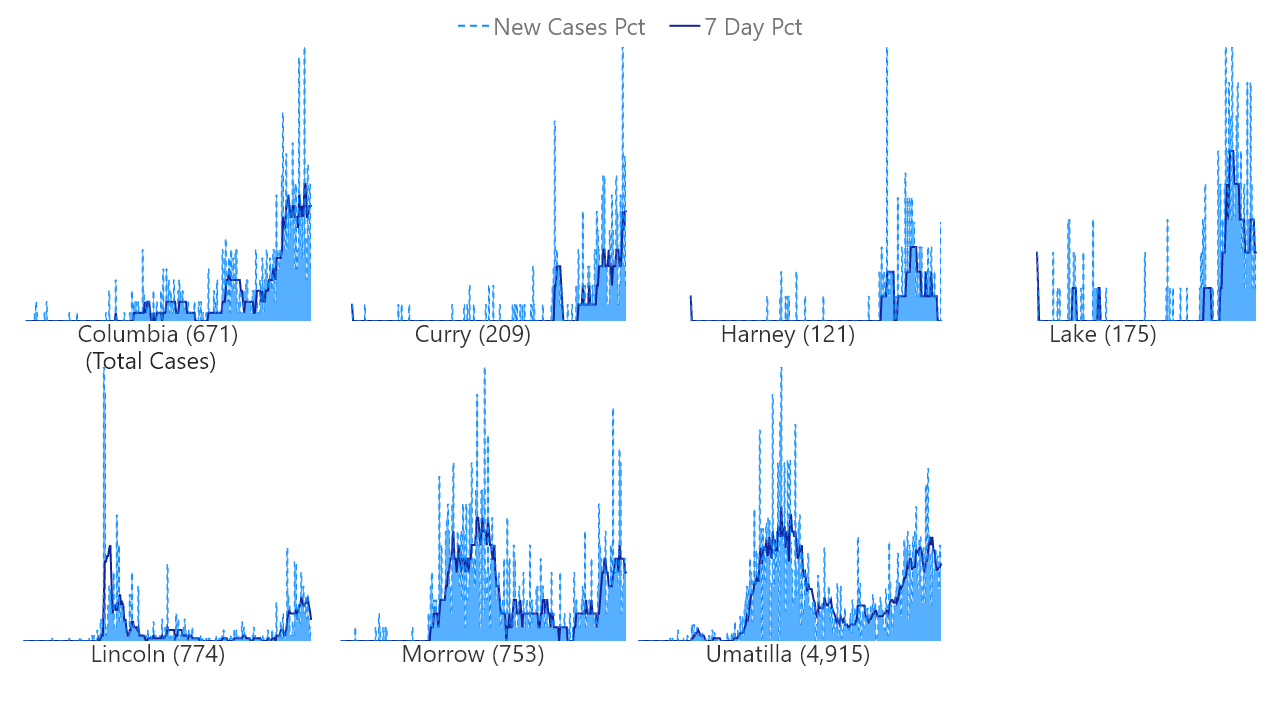 New Cases Pct 7 Day Pct
Columbia (671) Curry (209) Harney (121) Lake (175)
(Total Cases)
Lincoln (774) Morrow (753) Umatilla (4,915)